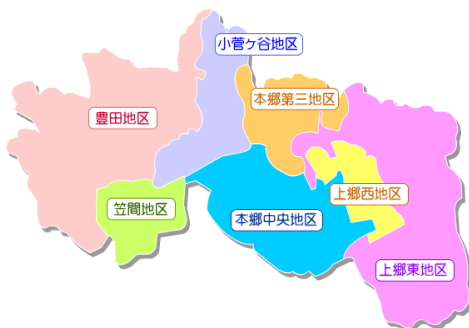 小菅ヶ谷地区
本郷第三地区
豊田地区
上郷西地区
笠間地区
本郷中央地区
上郷東地区